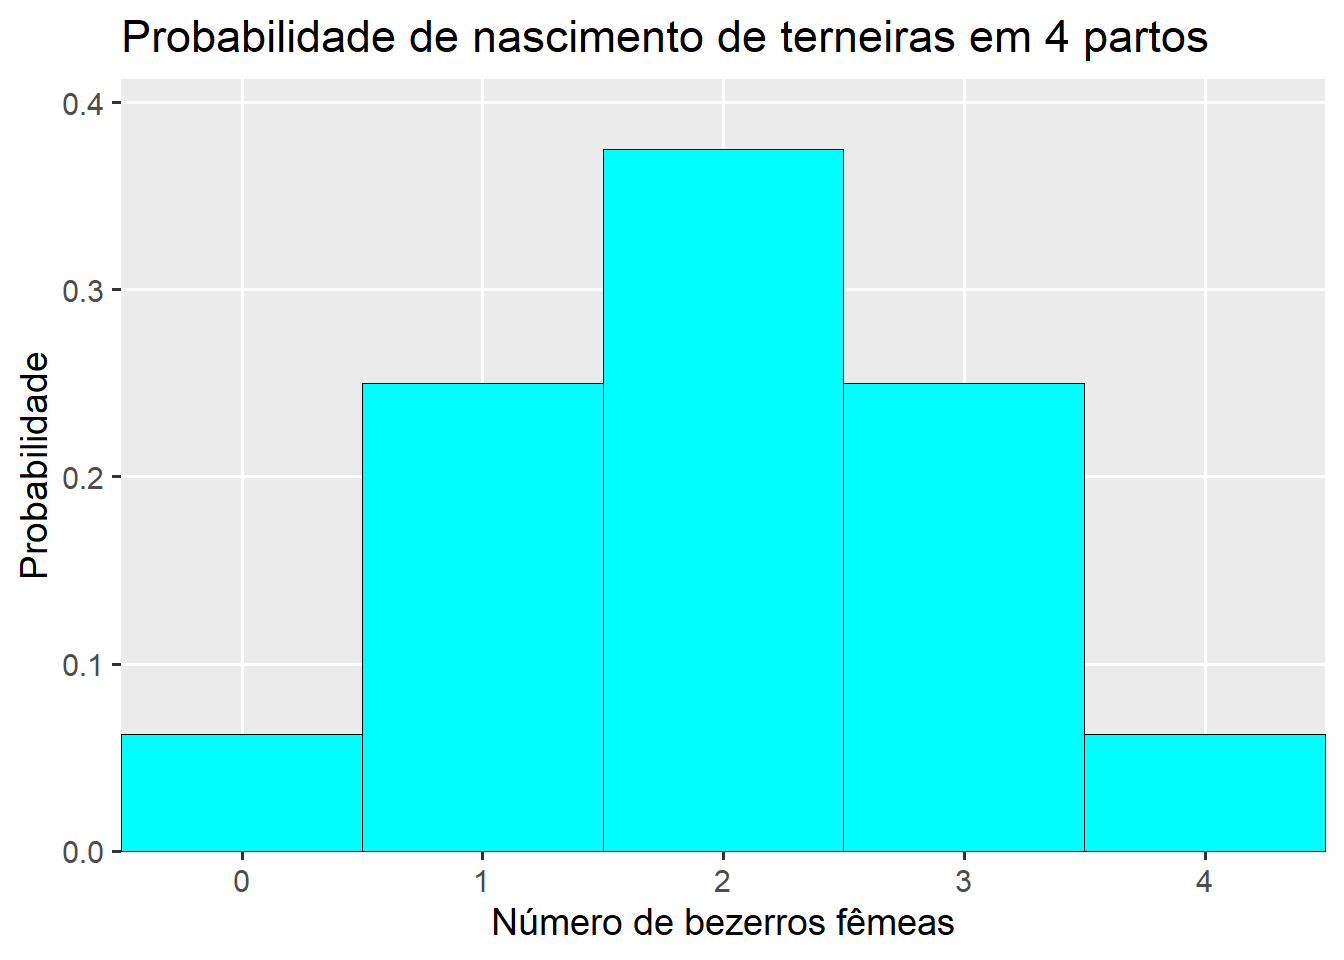 Probabilidade de nascimento de terneiras em 4 partos
0.4
0.3
0.2
0.1
0.0
Probabilidade
0 1 2 3 4
Número de bezerros fêmeas